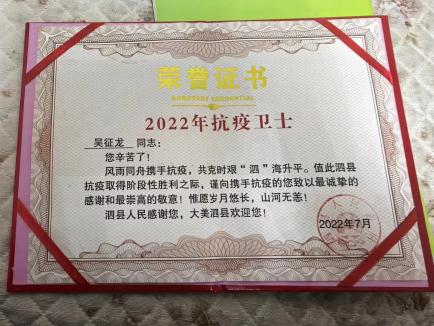 荣誉证书
HONORARY CREDENTIAL
2022年抗疫卫士
吴征龙 同志：
您辛苦了！
风雨同舟携手抗疫，共克时艰“泗”海升平。值此泗县
抗疫取得阶段性胜利之际，谨向携手抗疫的您致以最诚挚的
感谢和最崇高的敬意！惟愿岁月悠长，山河无恙！
泗县人民感谢您，大美泗县欢迎您！
2022年7月